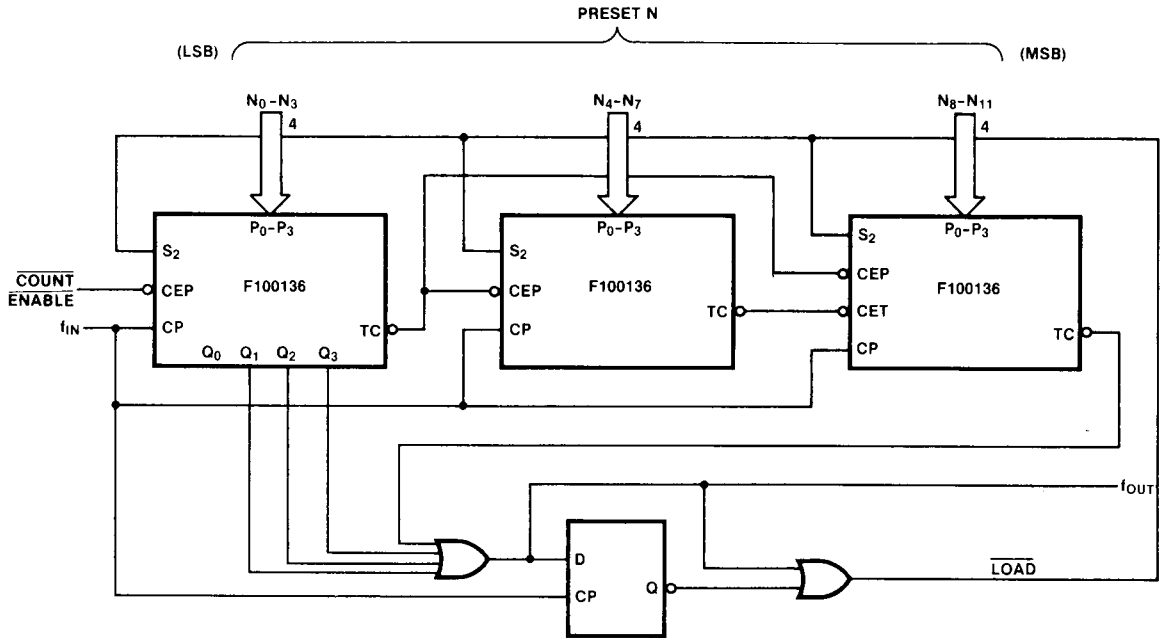 PRESET N
(LSB) (MSB)
N₀–N₃ N₄–N₇ N₈–N₁₁
4 4 4
P₀–P₃ P₀–P₃ P₀–P₃
S₂ S₂ S₂
COUNT
ENABLE
CEP F100136 CEP F100136 CEP F100136
fIN CP TC CP TC CET TC
CP
Q₀ Q₁ Q₂ Q₃
fOUT
D
Q
CP
LOAD